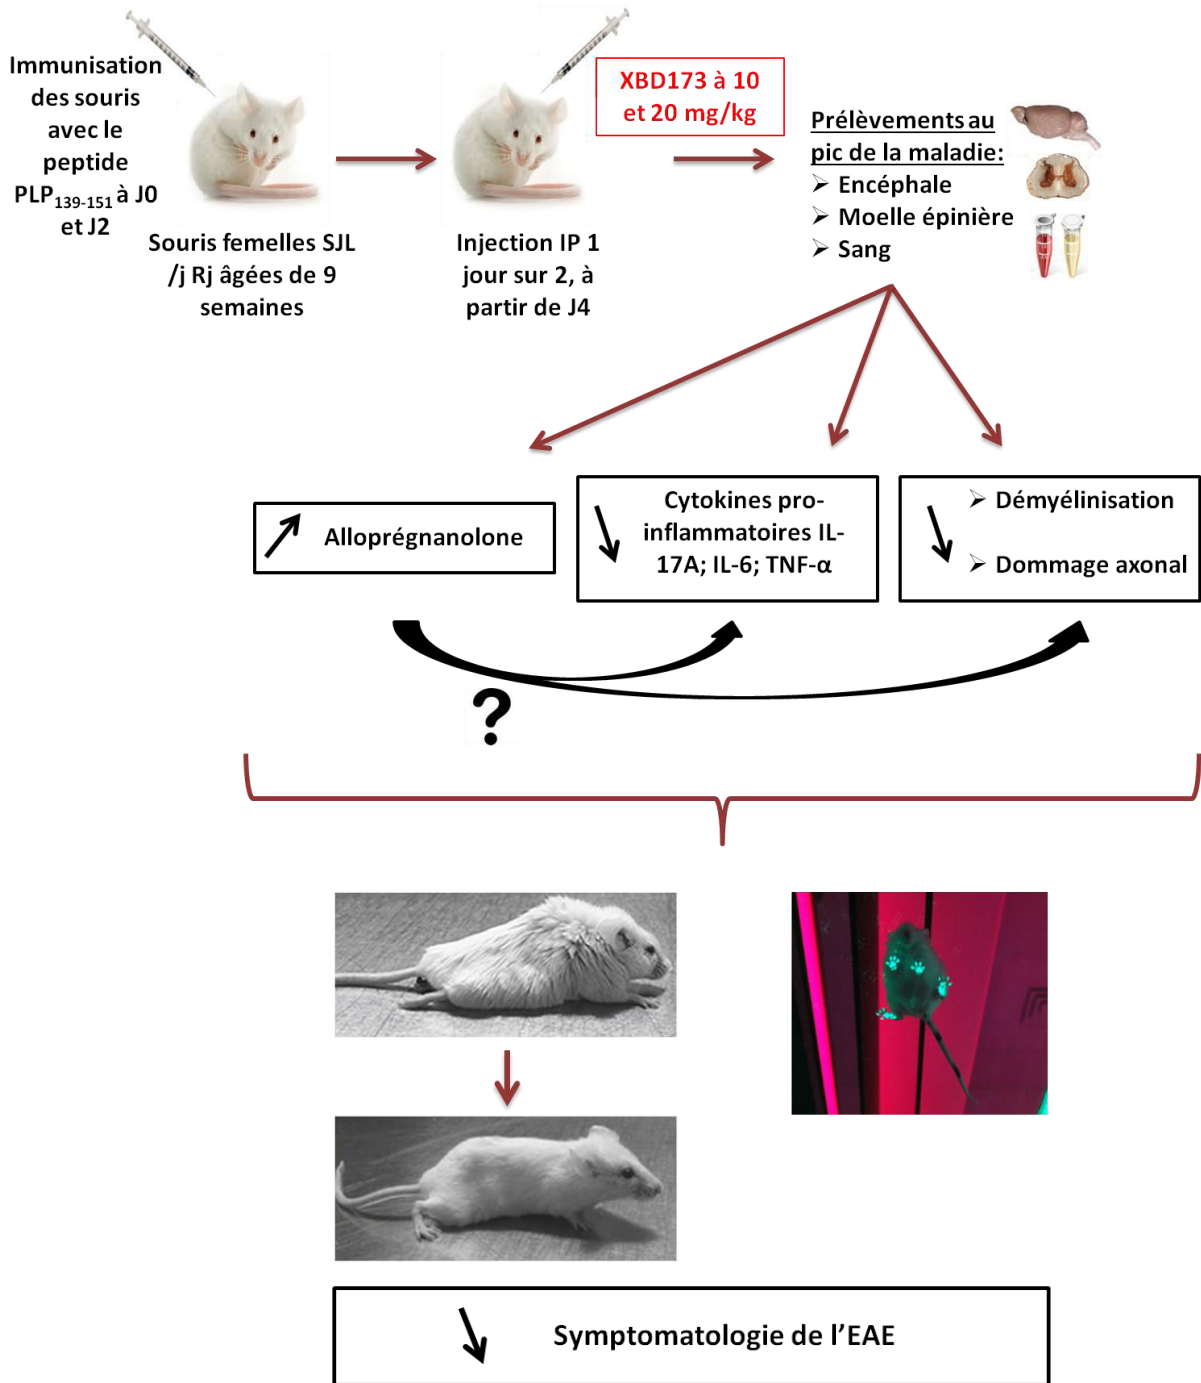 Immunisation
des souris
avec le
peptide
PLP139-151 à J0
et J2
Souris femelles SJL
/j Rj âgées de 9
semaines
Injection IP 1
jour sur 2, à
partir de J4
XBD173 à 10
et 20 mg/kg
Prélèvements au
pic de la maladie:
➢ Encéphale
➢ Moelle épinière
➢ Sang
Alloprégnanolone
Cytokines pro-
inflammatoires IL-
17A; IL-6; TNF-α
➢ Démyélinisation
➢ Dommage axonal
?
Symptomatologie de l'EAE